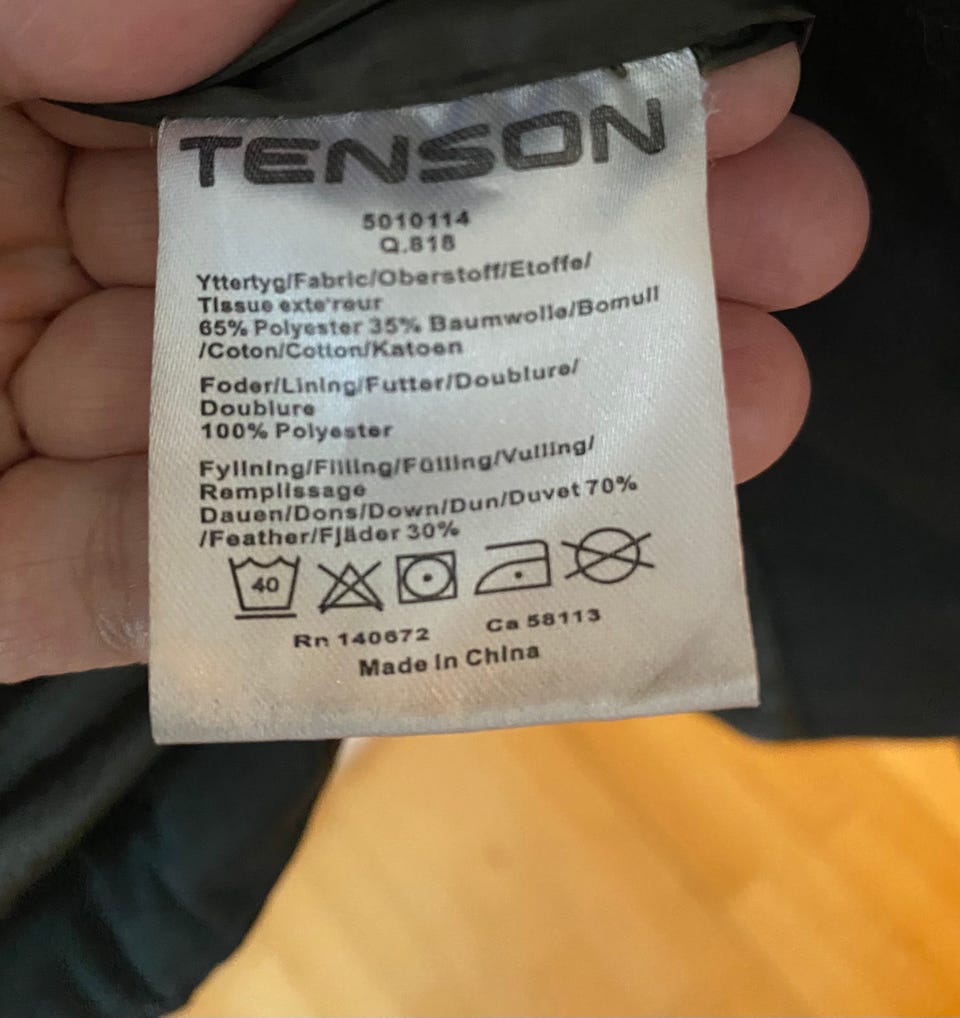 TENSON
5010114
Q.818
Yttertyg/Fabric/Oberstoff/Etoffe/
Tissue exte'reur
65% Polyester 35% Baumwolle/Bomull
/Coton/Cotton/Katoen
Foder/Lining/Futter/Doublure/
Doublure
100% Polyester
Fyllning/Filling/Fülling/Vulling/
Remplissage
Dauen/Dons/Down/Dun/Duvet 70%
/Feather/Fjäder 30%
40
Rn 140672 Ca 58113
Made in China